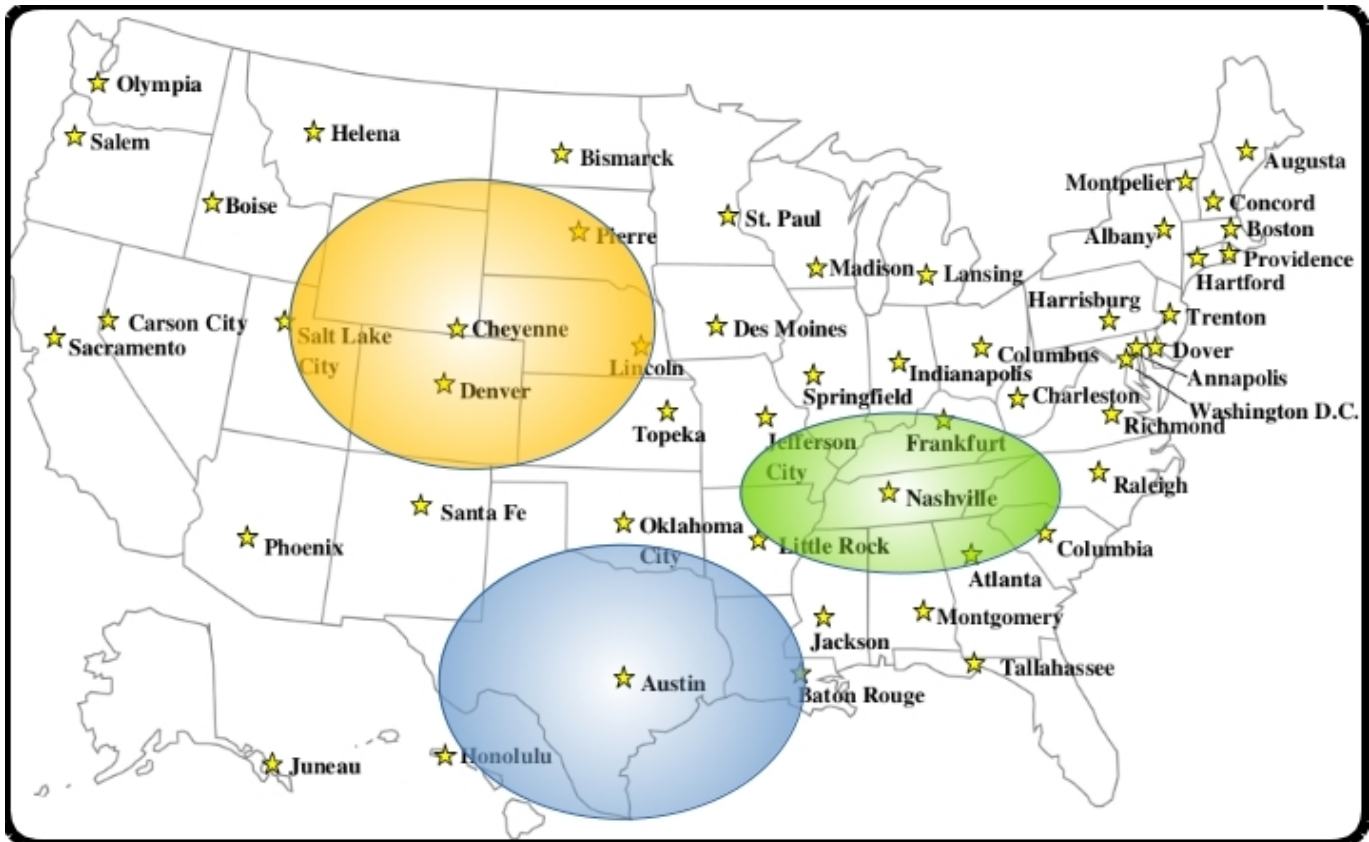 Olympia
Helena
Salem
Bismarck
Augusta
Montpelier
Boise
Concord
St. Paul
Boston
Albany
Pierre
Providence
Madison
Lansing
Hartford
Harrisburg
Trenton
Carson City
Cheyenne
Des Moines
Salt Lake
City
Sacramento
Dover
Columbus
Lincoln
Indianapolis
Annapolis
Denver
Springfield
Charleston
Washington D.C.
Richmond
Topeka
Jefferson
City
Frankfurt
Raleigh
Nashville
Santa Fe
Oklahoma
City
Phoenix
Little Rock
Columbia
Atlanta
Montgomery
Jackson
Tallahassee
Austin
Baton Rouge
Honolulu
Juneau